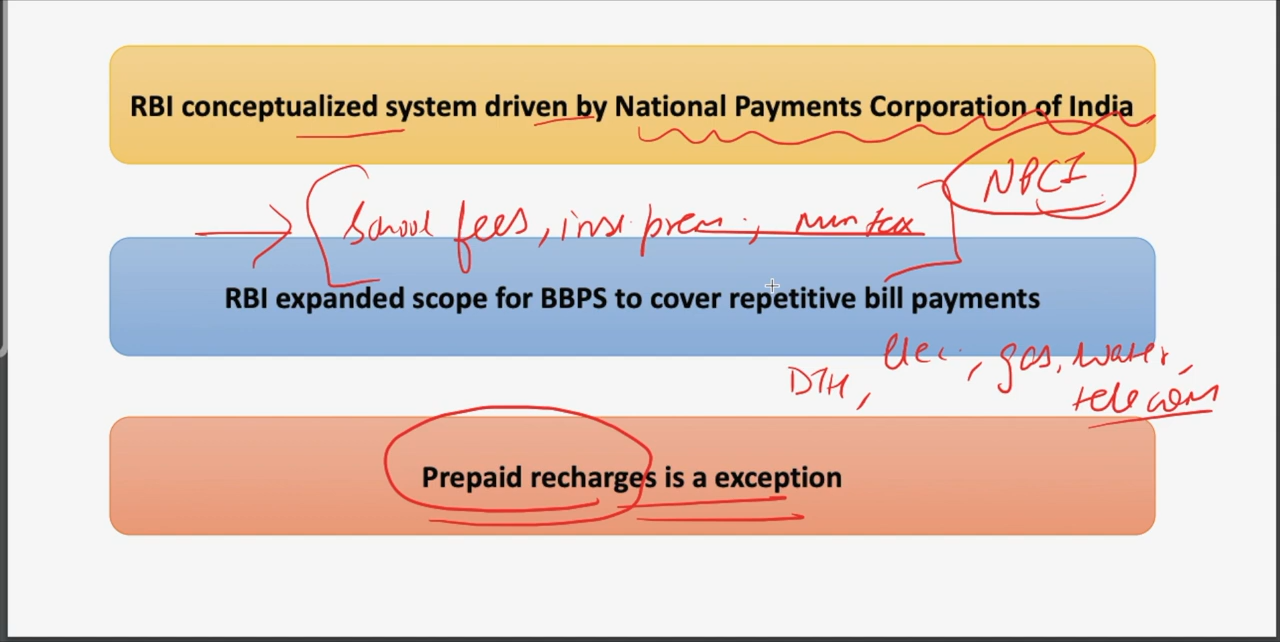 RBI conceptualized system driven by National Payments Corporation of India
NPCI
School fees, ins. prem., mun tax
RBI expanded scope for BBPS to cover repetitive bill payments
DTH, Elec., gas, water,
telecom
Prepaid recharges is a exception